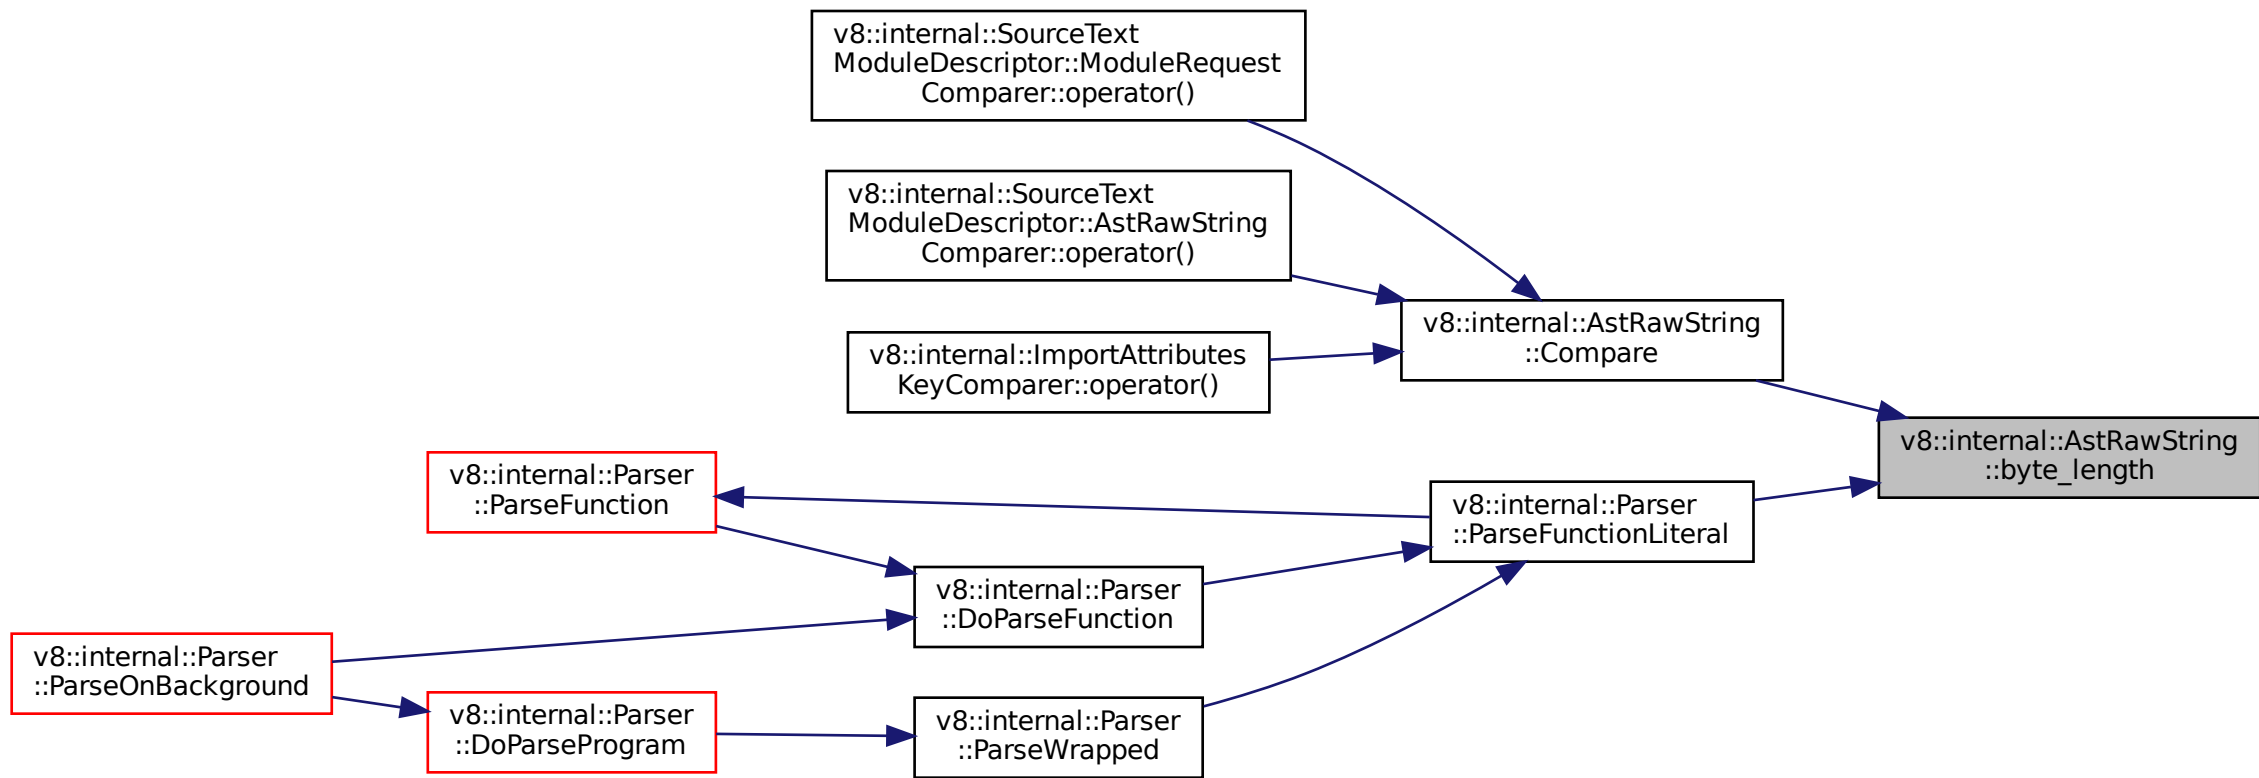 v8::internal::SourceText
ModuleDescriptor::ModuleRequest
Comparer::operator()
v8::internal::SourceText
ModuleDescriptor::AstRawString
Comparer::operator()
v8::internal::AstRawString
::Compare
v8::internal::ImportAttributes
KeyComparer::operator()
v8::internal::AstRawString
::byte_length
v8::internal::Parser
::ParseFunction
v8::internal::Parser
::ParseFunctionLiteral
v8::internal::Parser
::DoParseFunction
v8::internal::Parser
::ParseOnBackground
v8::internal::Parser
::DoParseProgram
v8::internal::Parser
::ParseWrapped